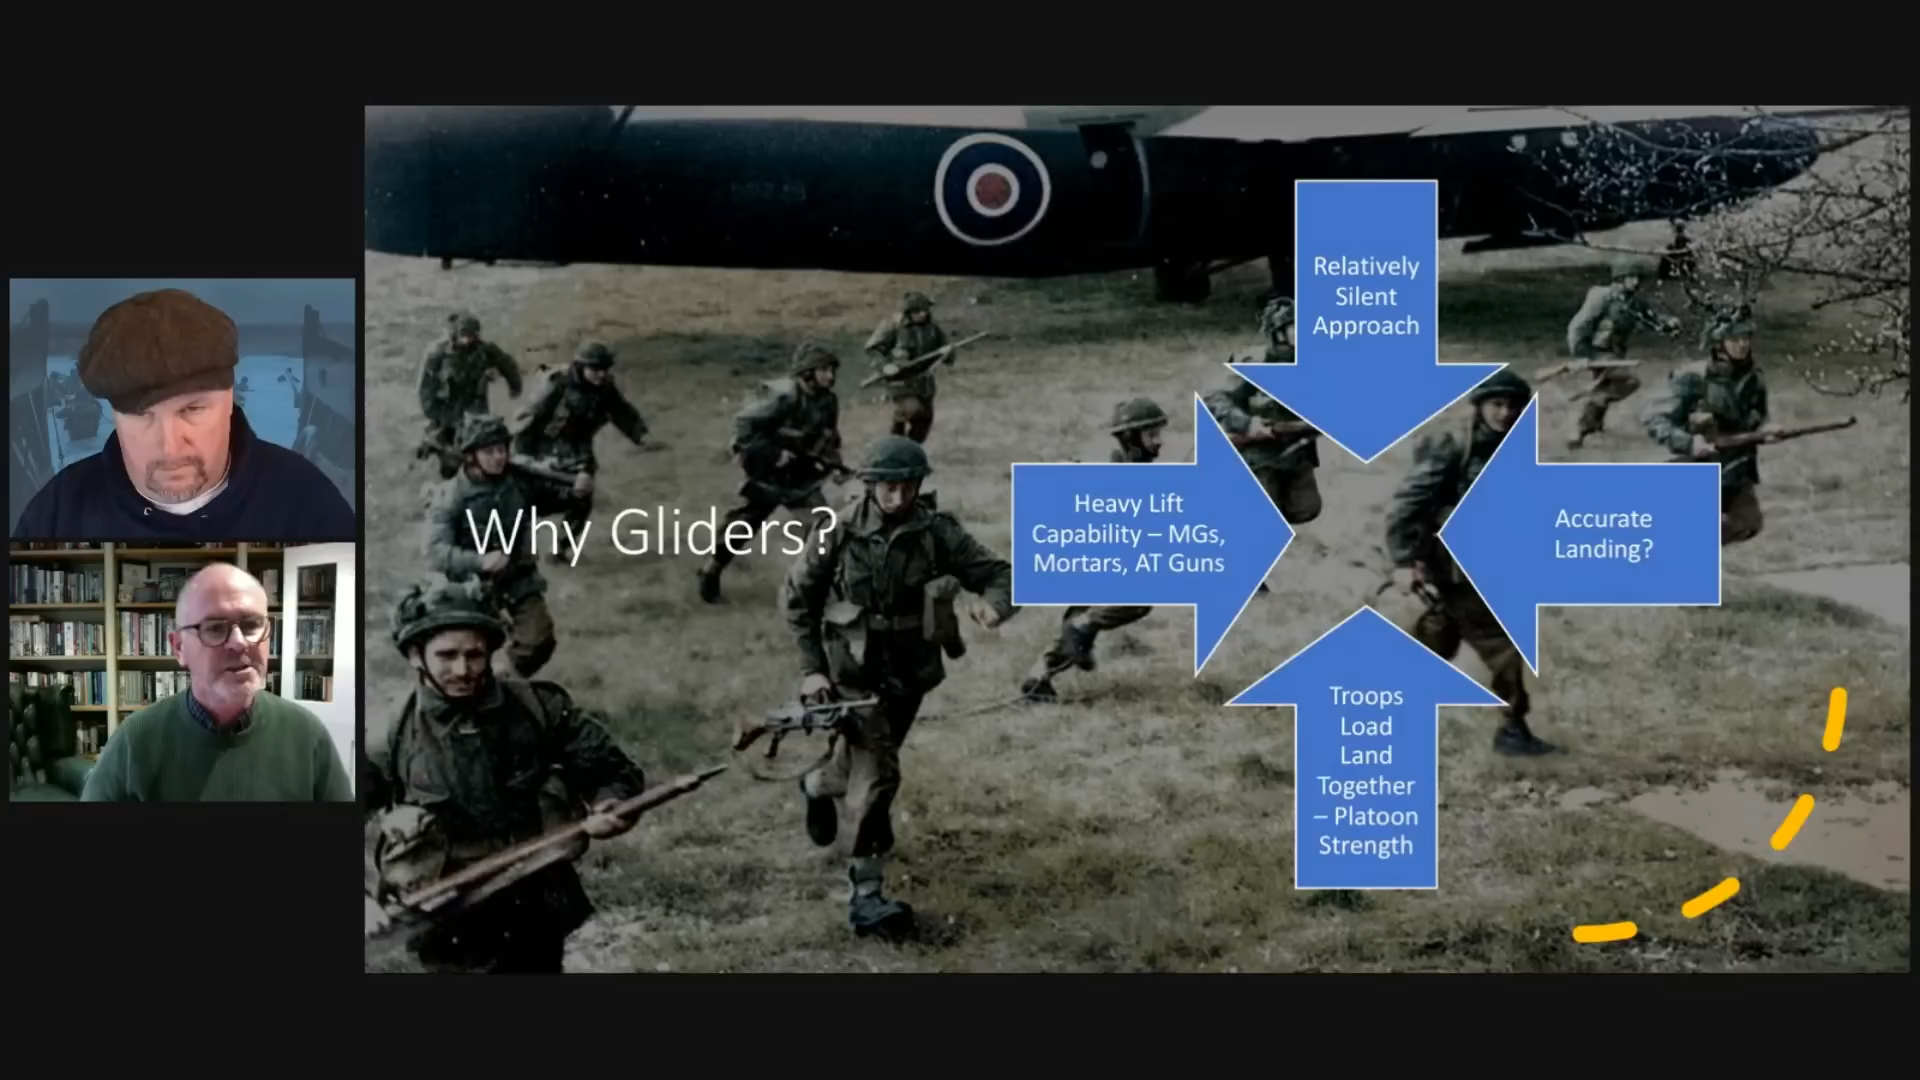 Why Gliders?
Relatively
Silent
Approach
Heavy Lift
Capability – MGs,
Mortars, AT Guns
Accurate
Landing?
Troops
Load
Land
Together
– Platoon
Strength